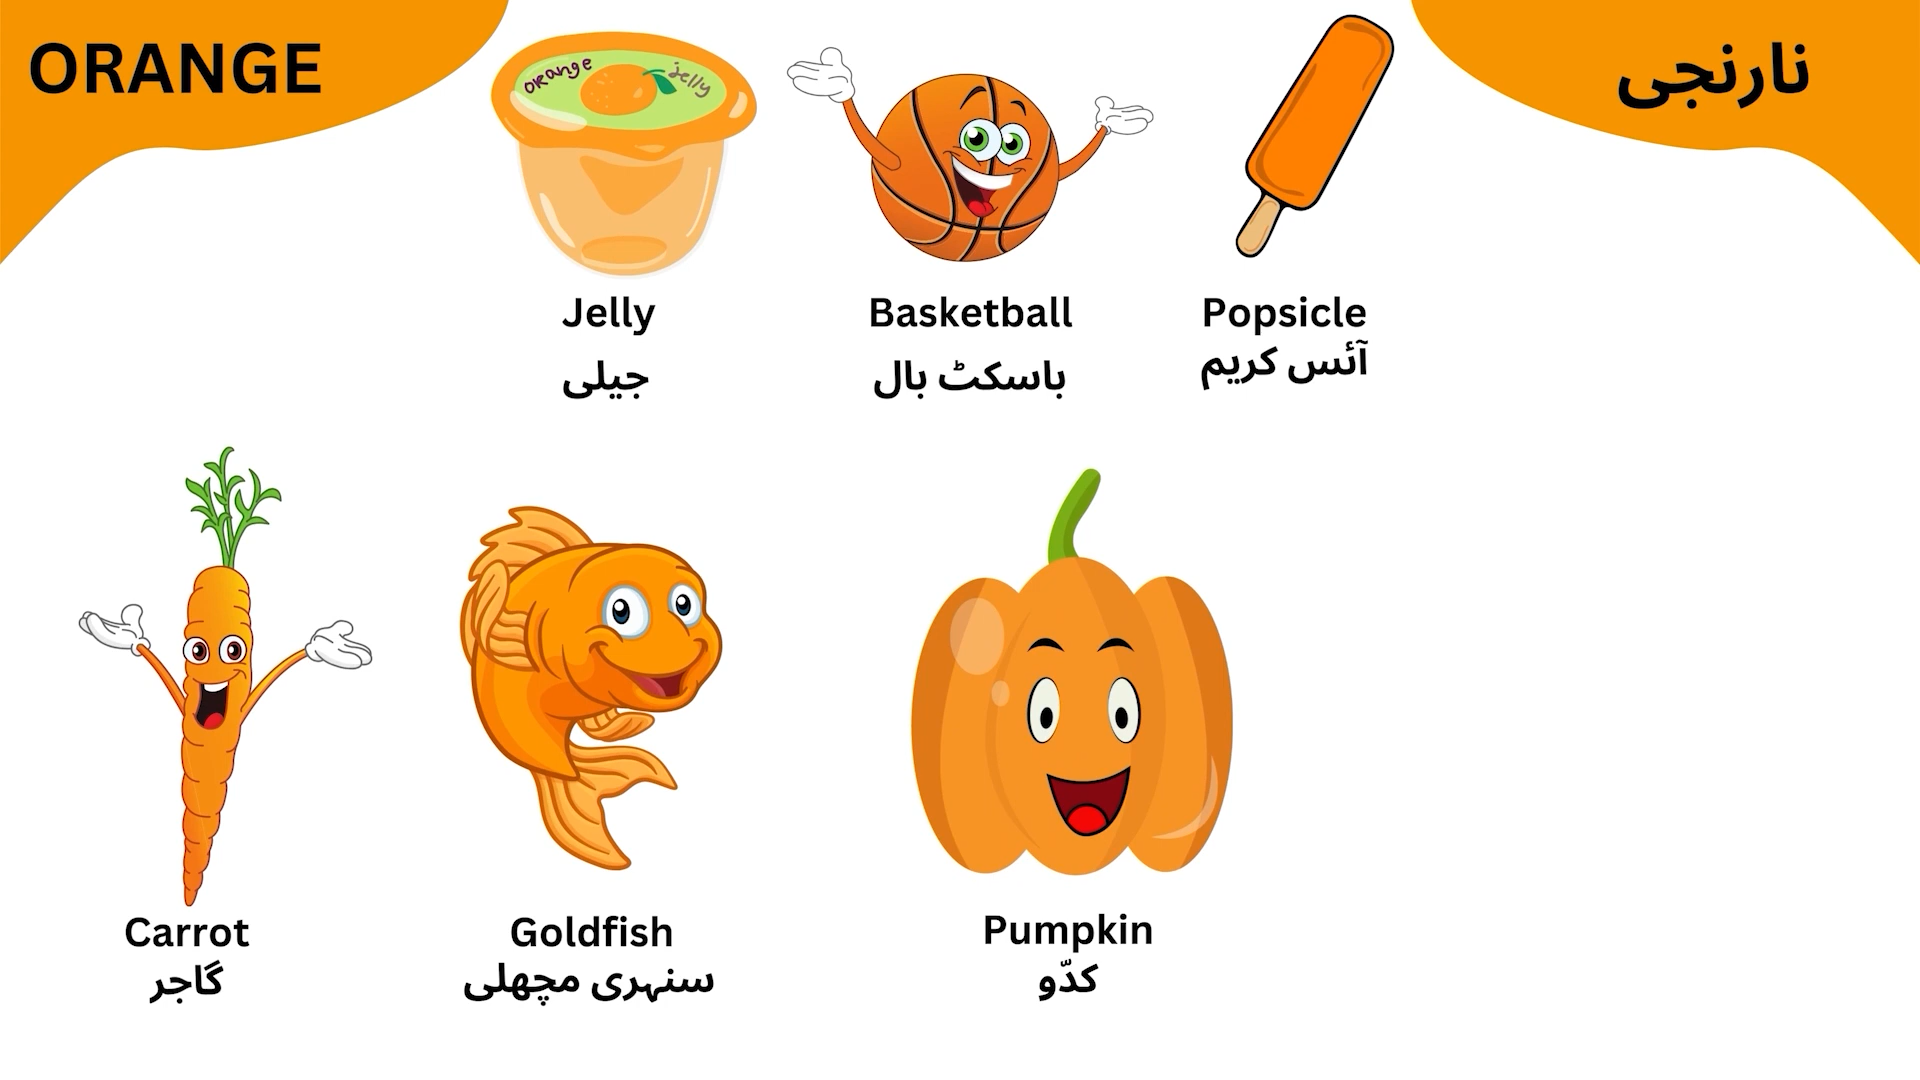 ORANGE
نارنجی
orange jelly
Jelly
جیلی
Basketball
باسکٹ بال
Popsicle
آئس کریم
Carrot
گاجر
Goldfish
سنہری مچھلی
Pumpkin
کدّو